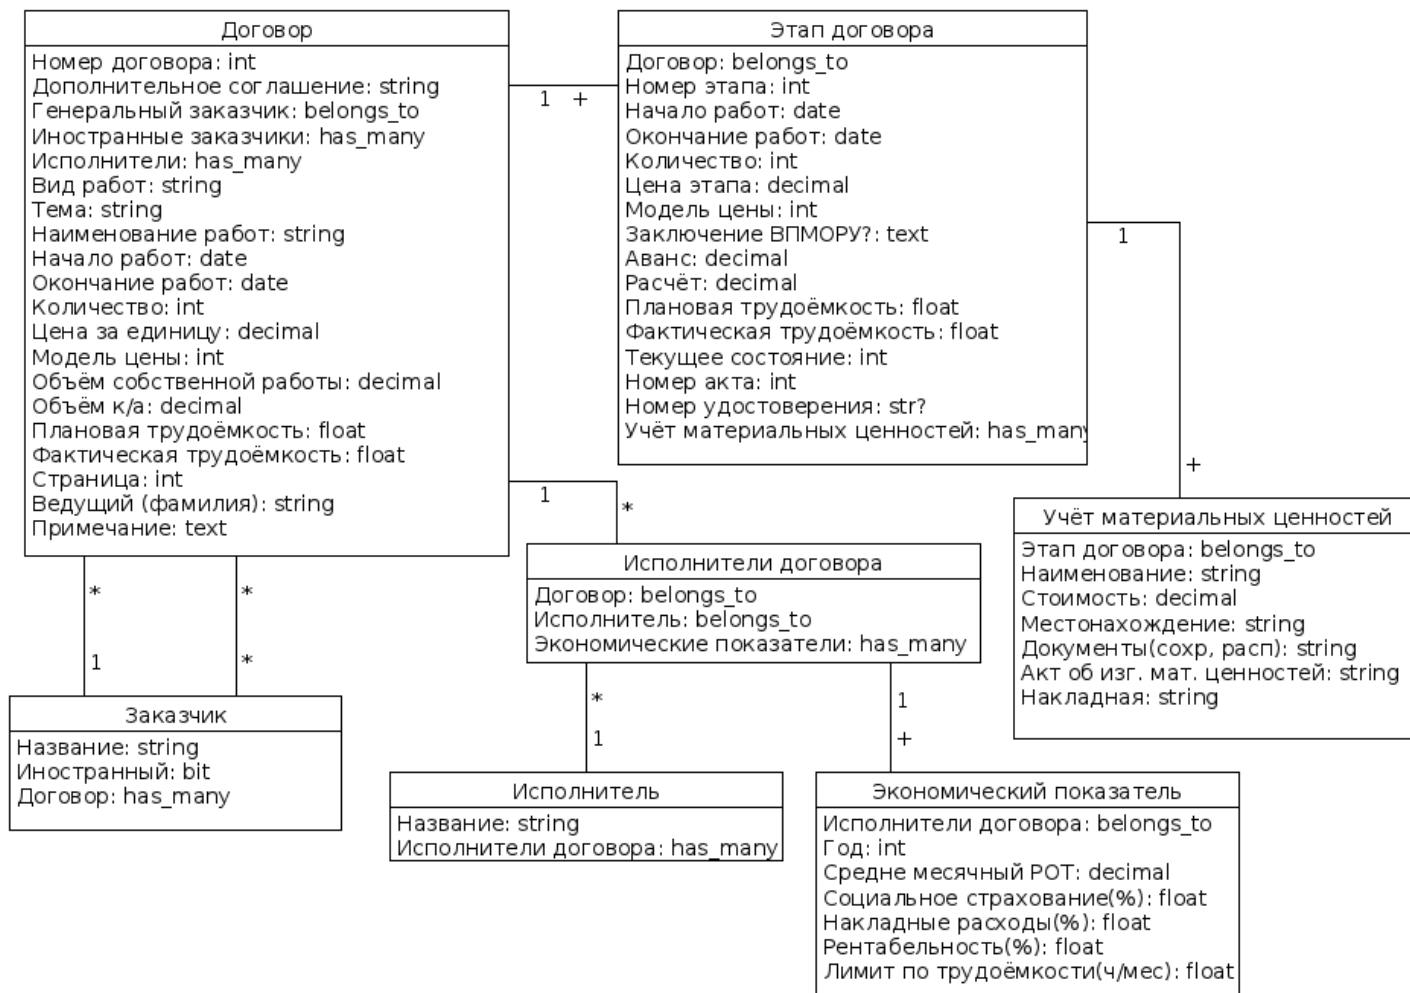 Договор
Номер договора: int
Дополнительное соглашение: string
Генеральный заказчик: belongs_to
Иностранные заказчики: has_many
Исполнители: has_many
Вид работ: string
Тема: string
Наименование работ: string
Начало работ: date
Окончание работ: date
Количество: int
Цена за единицу: decimal
Модель цены: int
Объём собственной работы: decimal
Объём к/а: decimal
Плановая трудоёмкость: float
Фактическая трудоёмкость: float
Страница: int
Ведущий (фамилия): string
Примечание: text
1 +
Этап договора
Договор: belongs_to
Номер этапа: int
Начало работ: date
Окончание работ: date
Количество: int
Цена этапа: decimal
Модель цены: int
Заключение ВПМОРУ?: text
Аванс: decimal
Расчёт: decimal
Плановая трудоёмкость: float
Фактическая трудоёмкость: float
Текущее состояние: int
Номер акта: int
Номер удостоверения: str?
Учёт материальных ценностей: has_many
1
+
1
*
Учёт материальных ценностей
Этап договора: belongs_to
Наименование: string
Стоимость: decimal
Местонахождение: string
Документы(сохр, расп): string
Акт об изг. мат. ценностей: string
Накладная: string
Исполнители договора
Договор: belongs_to
Исполнитель: belongs_to
Экономические показатели: has_many
* *
1 *
* 1
1 +
Заказчик
Название: string
Иностранный: bit
Договор: has_many
Исполнитель
Название: string
Исполнители договора: has_many
Экономический показатель
Исполнители договора: belongs_to
Год: int
Средне месячный РОТ: decimal
Социальное страхование(%): float
Накладные расходы(%): float
Рентабельность(%): float
Лимит по трудоёмкости(ч/мес): float